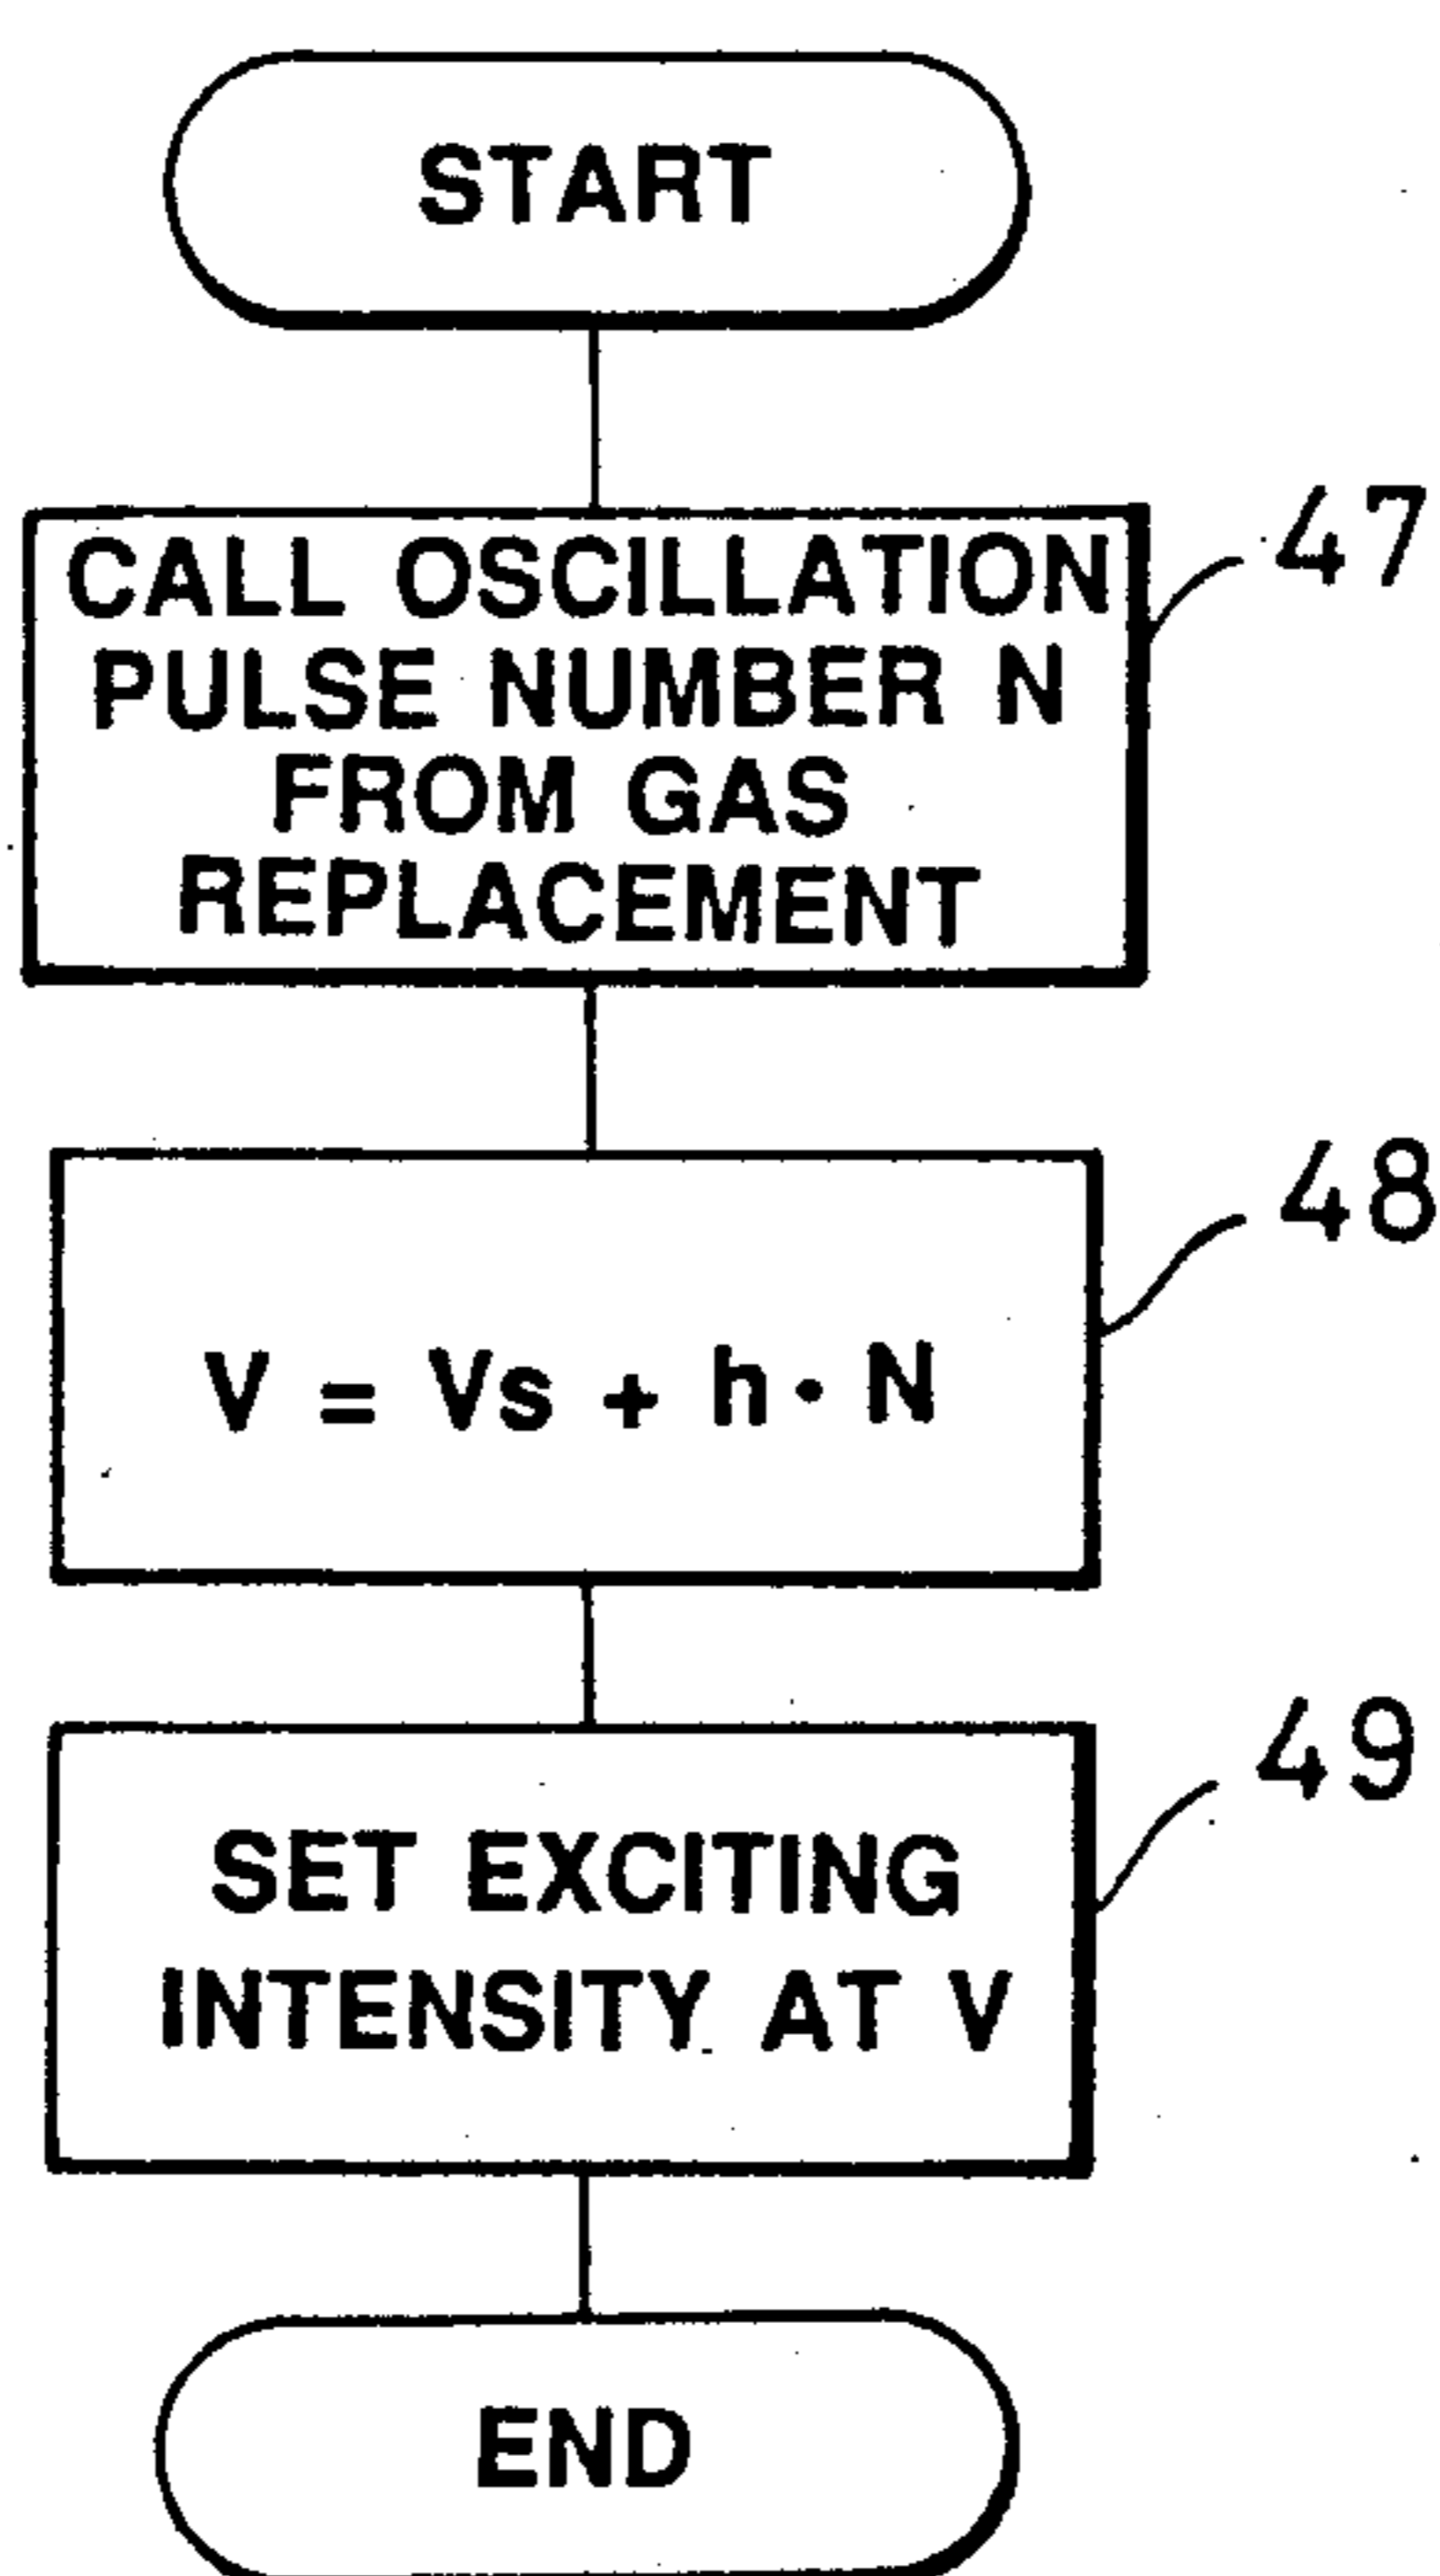 START
CALL OSCILLATION
PULSE NUMBER N
FROM GAS
REPLACEMENT
47
V = Vs + h · N
48
SET EXCITING
INTENSITY AT V
49
END